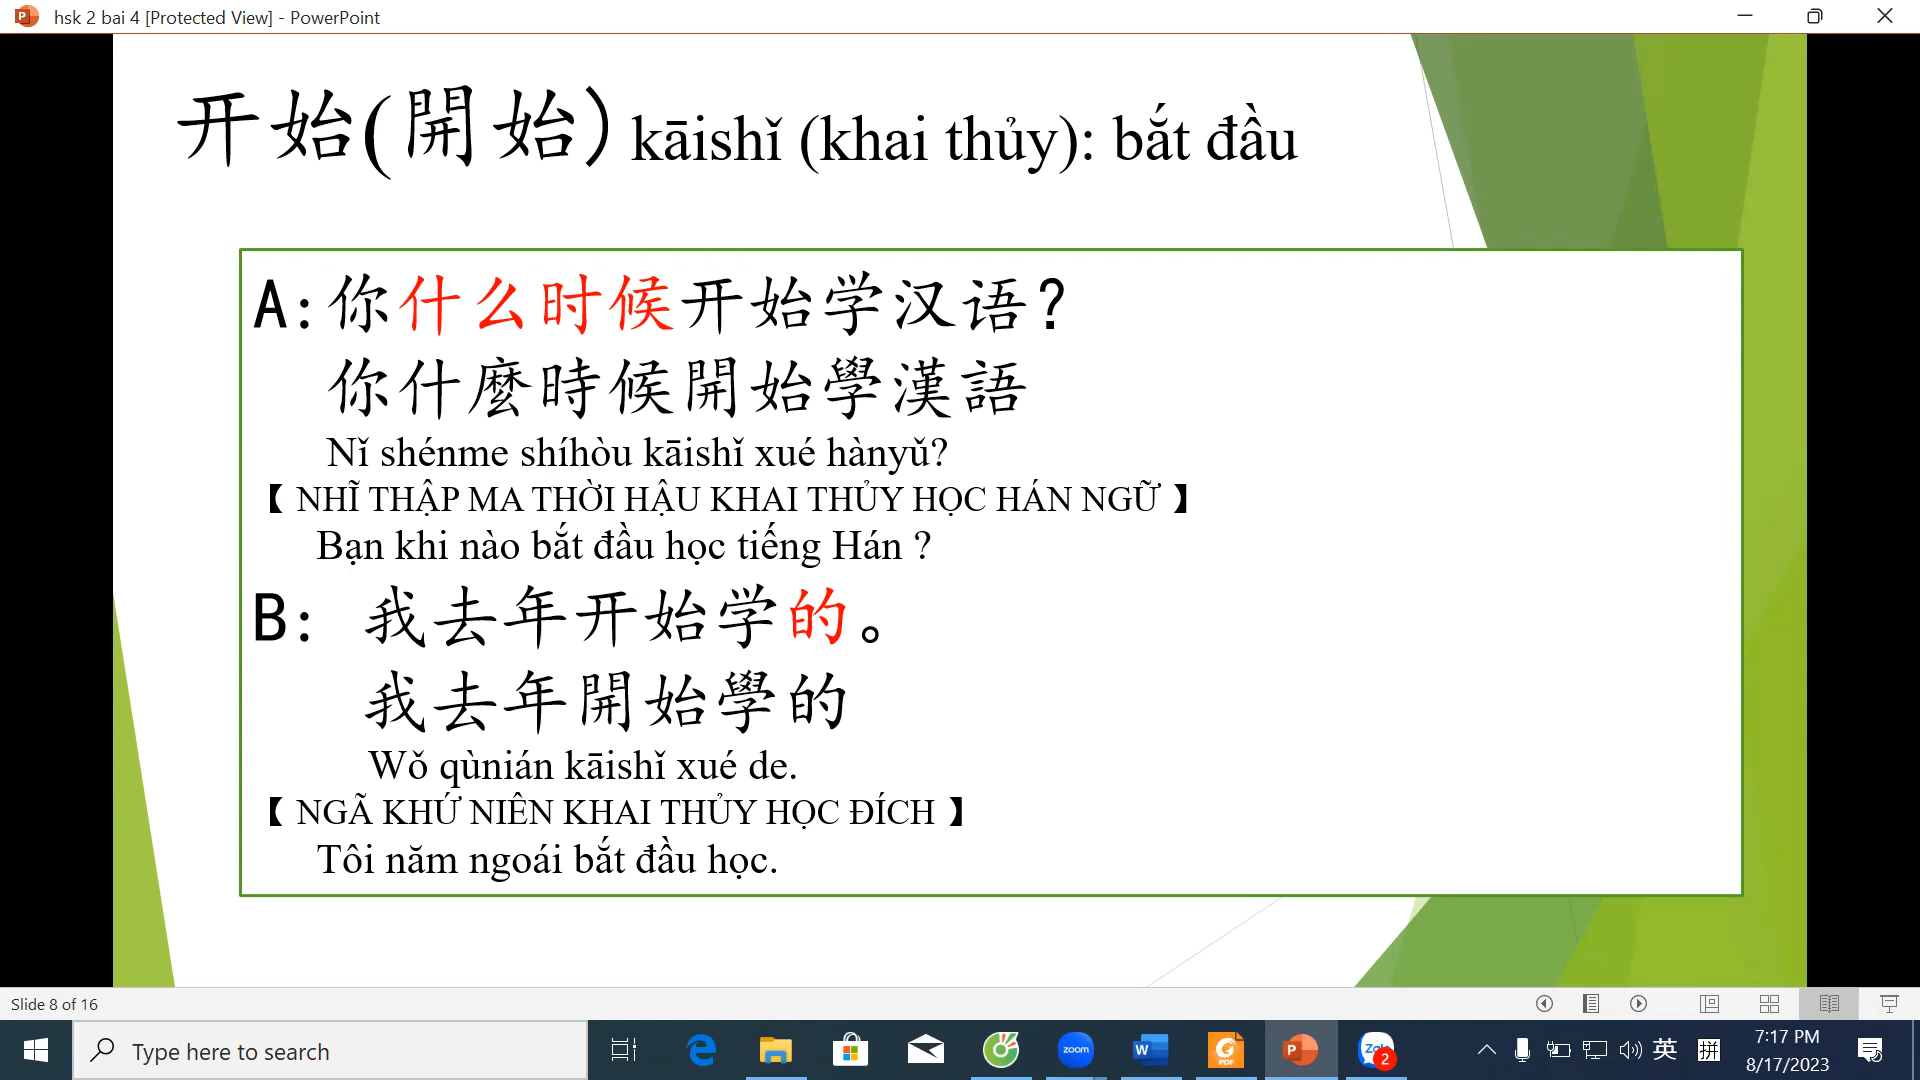 hsk 2 bai 4 [Protected View] - PowerPoint
开始(開始) kāishǐ (khai thủy): bắt đầu
A:你什么时候开始学汉语?
你什麼時候開始學漢語
Nǐ shénme shíhòu kāishǐ xué hànyǔ?
【 NHĨ THẬP MA THỜI HẬU KHAI THỦY HỌC HÁN NGỮ 】
Bạn khi nào bắt đầu học tiếng Hán ?
B: 我去年开始学的。
我去年開始學的
Wǒ qùnián kāishǐ xué de.
【 NGÃ KHỨ NIÊN KHAI THỦY HỌC ĐÍCH 】
Tôi năm ngoái bắt đầu học.
Slide 8 of 16
Type here to search
zoom
W
PDF
P
Zalo
2
英
拼
7:17 PM
8/17/2023